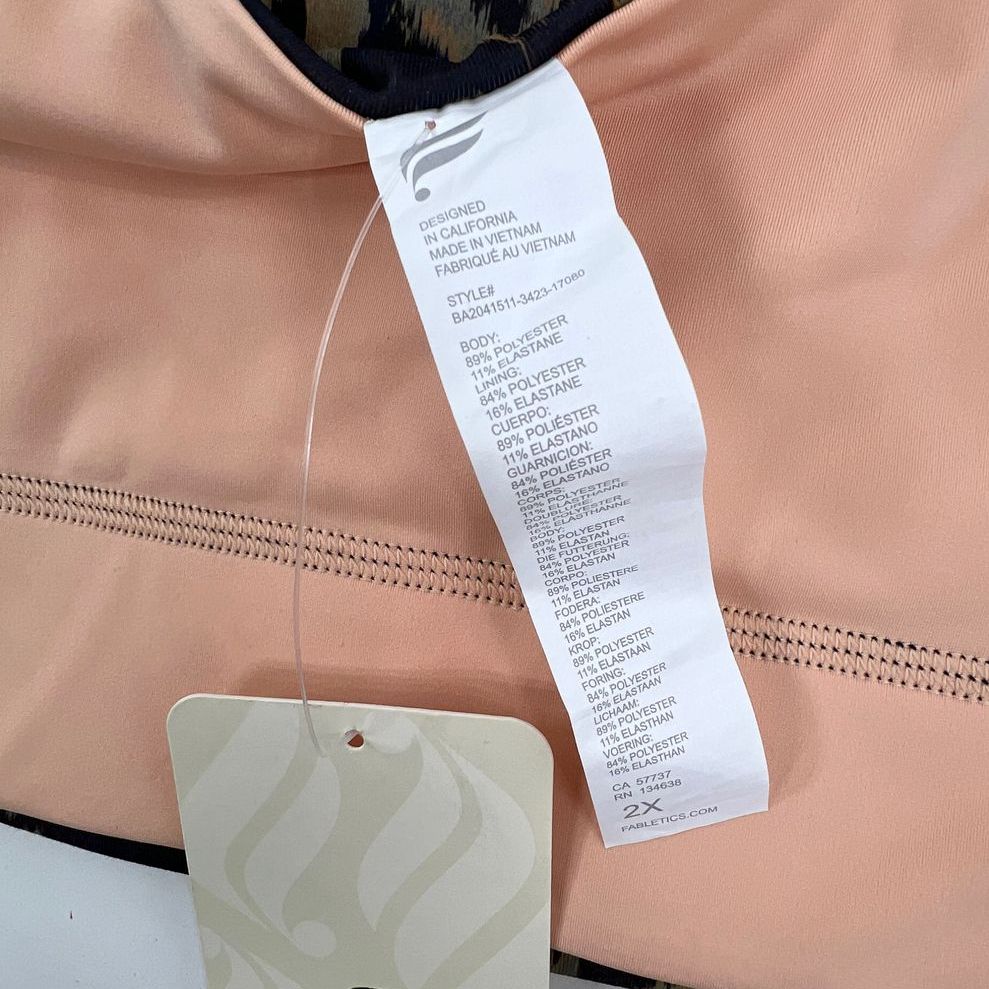 DESIGNED
IN CALIFORNIA
MADE IN VIETNAM
FABRIQUÉ AU VIETNAM
STYLE#
BA2041511-3423-17080
BODY:
89% POLYESTER
11% ELASTANE
LINING:
84% POLYESTER
16% ELASTANE
CUERPO:
89% POLIÉSTER
11% ELASTANO
GUARNICION:
84% POLIÉSTER
16% ELASTANO
CORPS:
89% POLYESTER
11% ELASTHANNE
DOUBLURE:
84% POLYESTER
16% ELASTHANNE
BODY:
89% POLYESTER
11% ELASTAN
DIE FUTTERUNG:
84% POLYESTER
16% ELASTAN
CORPO:
89% POLIESTERE
11% ELASTAN
FODERA:
84% POLIESTERE
16% ELASTAN
KROP:
89% POLYESTER
11% ELASTAAN
FORING:
84% POLYESTER
16% ELASTAAN
LICHAAM:
89% POLYESTER
11% ELASTHAN
VOERING:
84% POLYESTER
16% ELASTHAN
CA 57737
RN 134638
2X
FABLETICS.COM